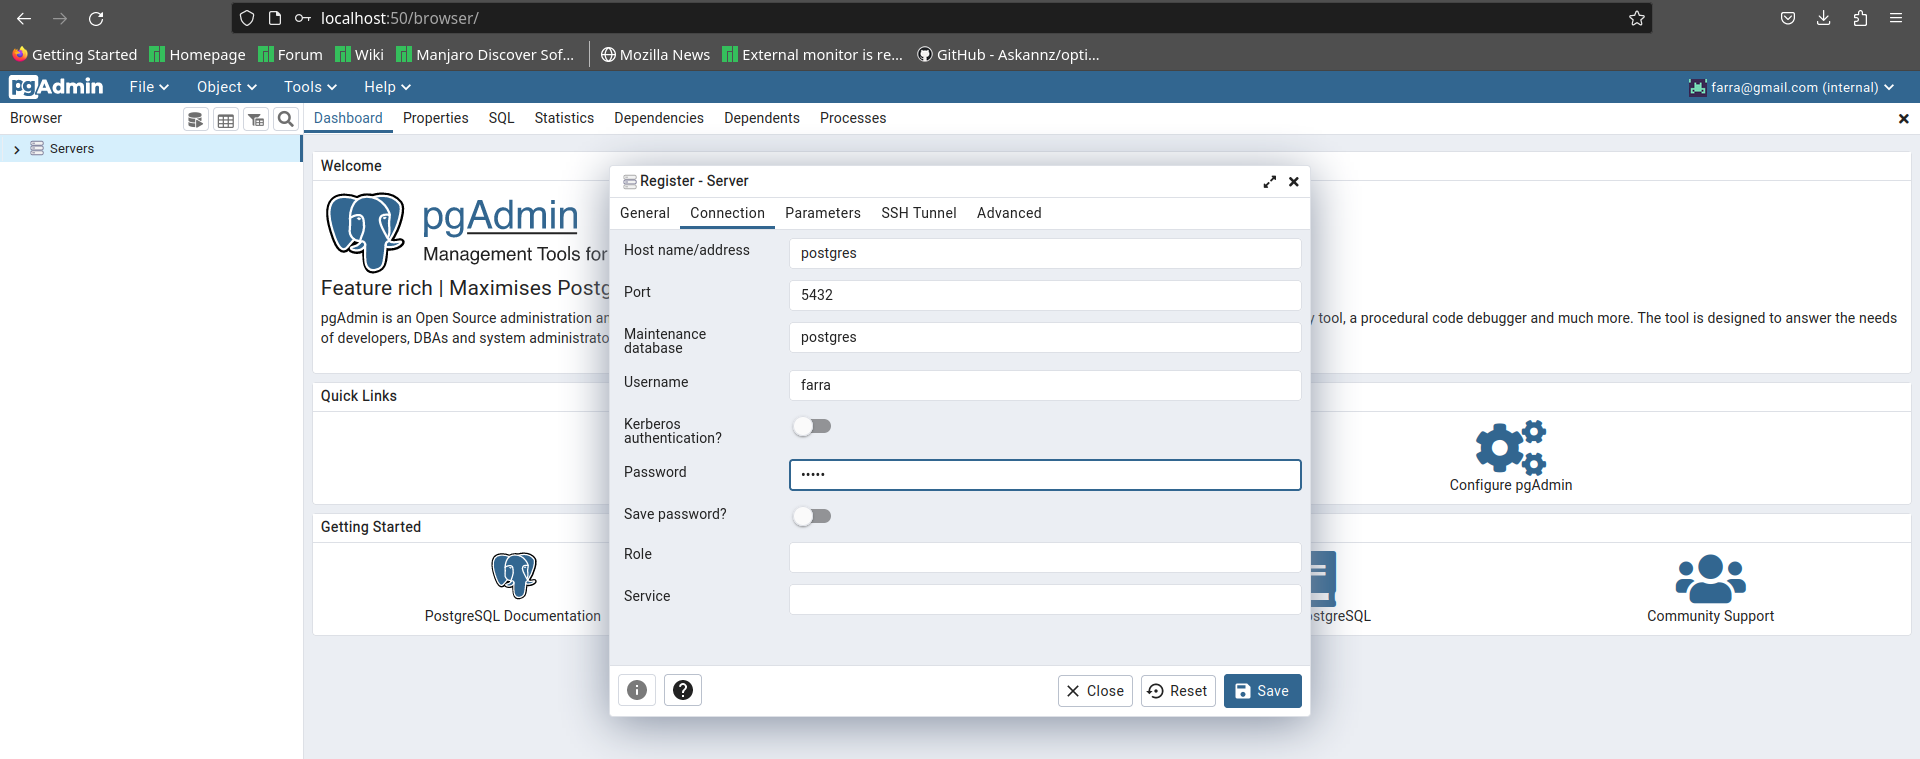 localhost:50/browser/
Getting Started Homepage Forum Wiki Manjaro Discover Sof... Mozilla News External monitor is re... GitHub - Askannz/opti...
pgAdmin File Object Tools Help farra@gmail.com (internal)
Browser Dashboard Properties SQL Statistics Dependencies Dependents Processes
Servers
Welcome
pgAdmin
Management Tools for
Feature rich | Maximises Postg
pgAdmin is an Open Source administration an
y tool, a procedural code debugger and much more. The tool is designed to answer the needs
of developers, DBAs and system administrato
Quick Links
Configure pgAdmin
Getting Started
PostgreSQL Documentation
ostgreSQL
Community Support
Register - Server
General Connection Parameters SSH Tunnel Advanced
Host name/address postgres
Port 5432
Maintenance
database
postgres
Username farra
Kerberos
authentication?
Password •••••
Save password?
Role
Service
Close Reset Save